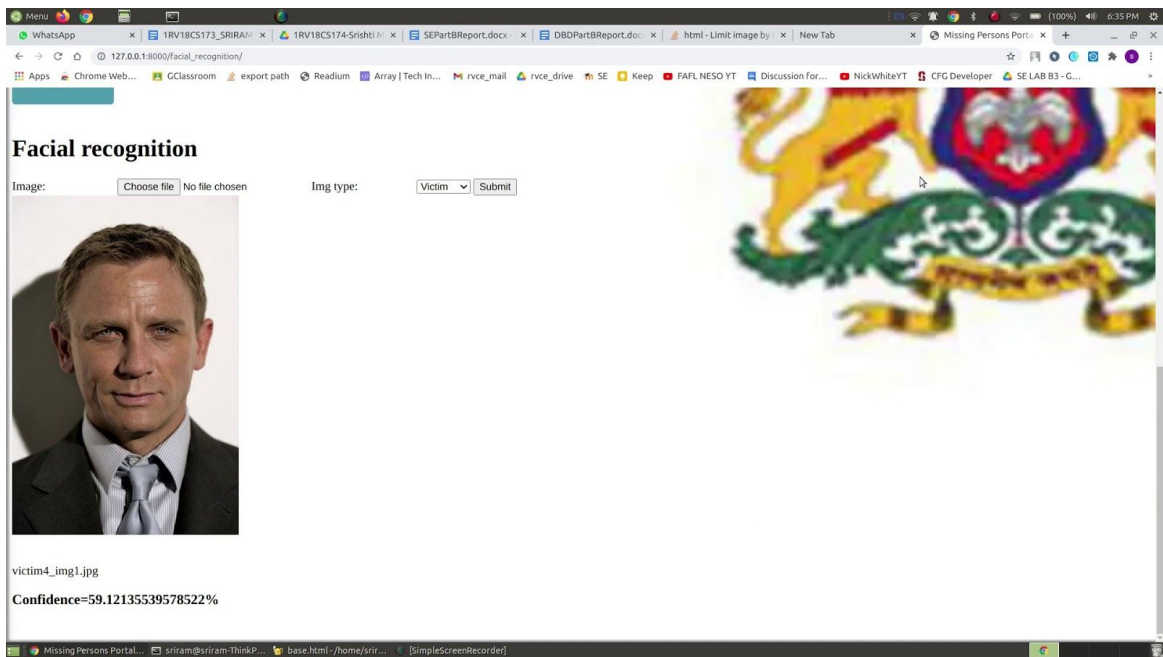 Menu
EN (100%) 6:35 PM
WhatsApp
1RV18CS173_SRIRAM
1RV18CS174-Srishti M
SEPartBReport.docx -
DBDPartBReport.doc
html - Limit image by
New Tab
Missing Persons Porta
127.0.0.1:8000/facial_recognition/
Apps Chrome Web... GClassroom export path Readium Array | Tech In... rvce_mail rvce_drive SE Keep FAFL NESO YT Discussion for... NickWhiteYT CFG Developer SE LAB B3 - G... »
Facial recognition
Image: Choose file No file chosen Img type: Victim Submit
victim4_img1.jpg
Confidence=59.12135539578522%
Missing Persons Portal... sriram@sriram-ThinkP... base.html - /home/srir... [SimpleScreenRecorder]